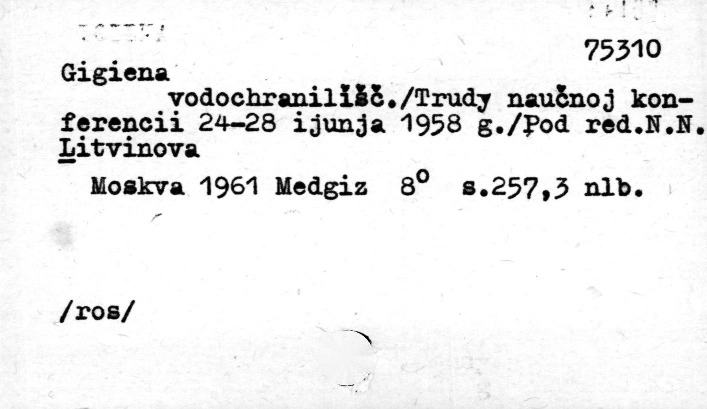 75310
Gigiena
vodochranilišč./Trudy naučnoj kon-
ferencii 24-28 ijunja 1958 g./Pod red.N.N.
Litvinova
Moskva 1961 Medgiz 8° s.257,3 nlb.
/ros/